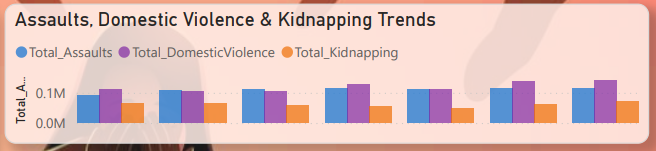 Assaults, Domestic Violence & Kidnapping Trends
Total_Assaults Total_DomesticViolence Total_Kidnapping
Total_A...
0.1M
0.0M